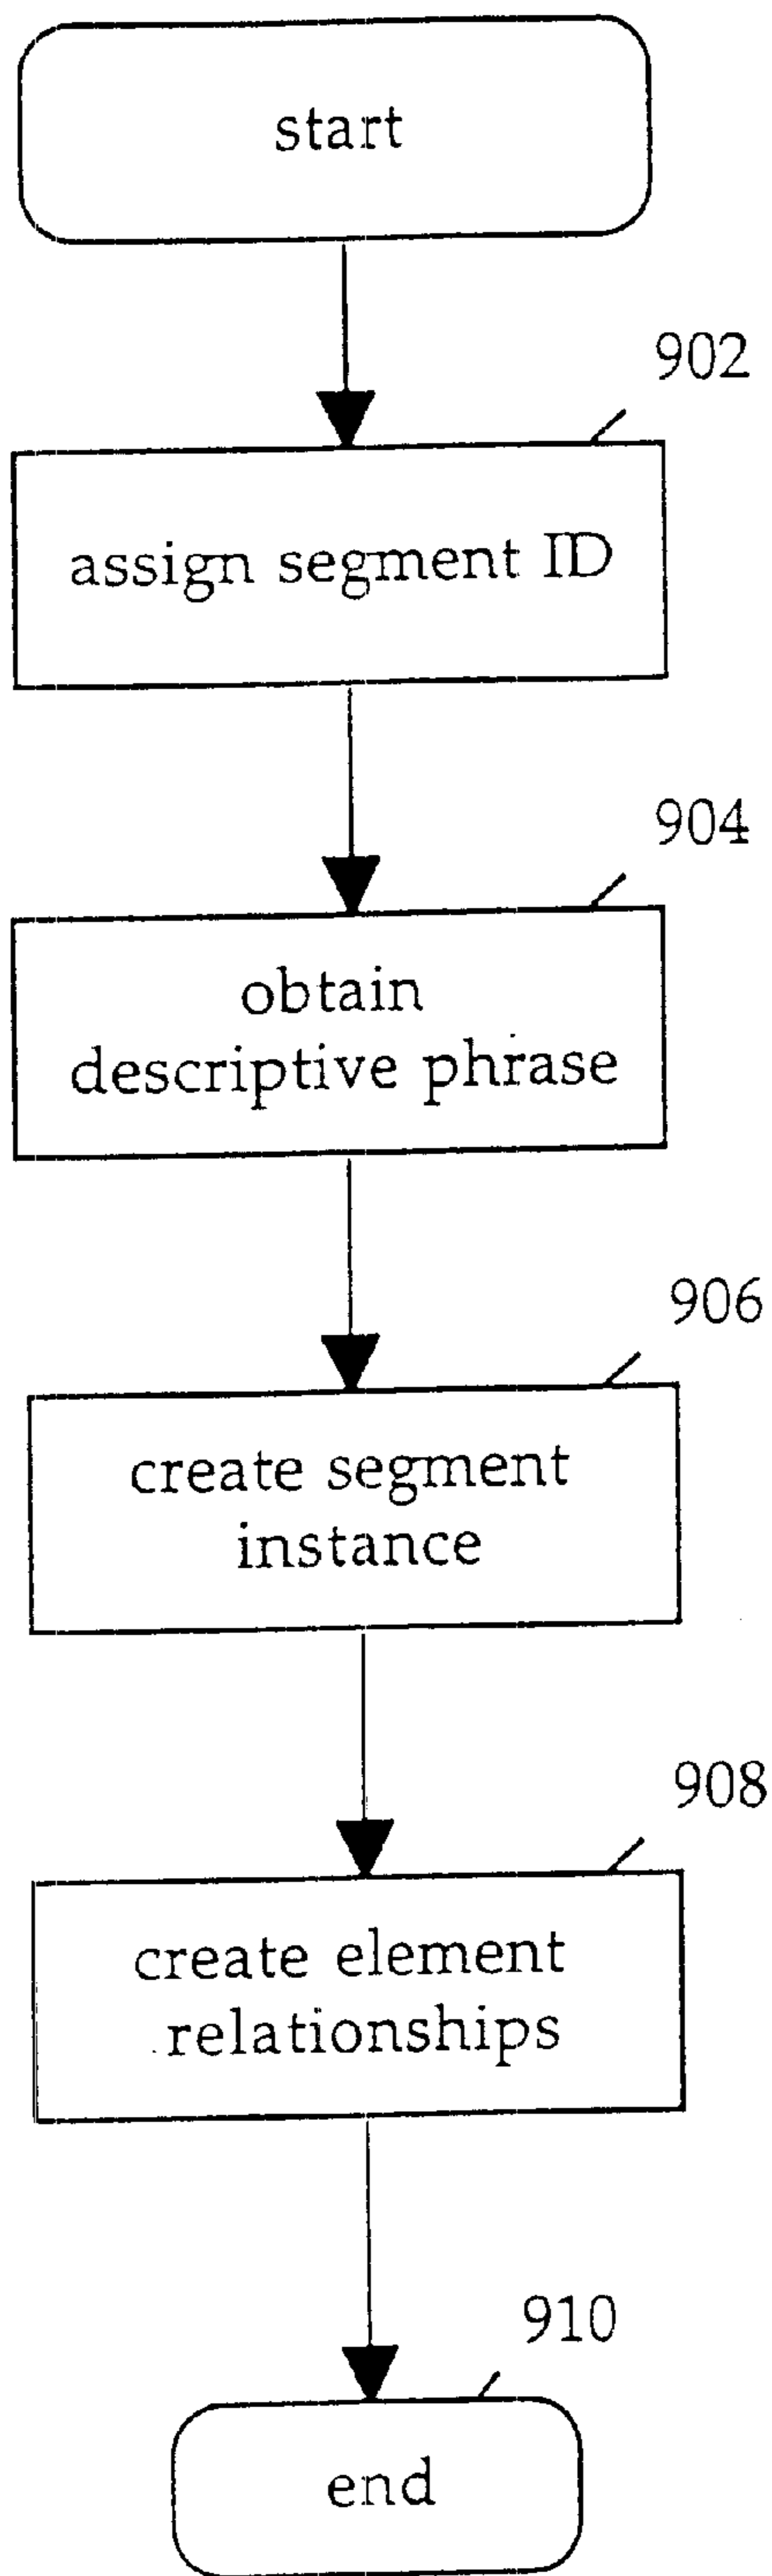 start
902
assign segment ID
904
obtain
descriptive phrase
906
create segment
instance
908
create element
relationships
910
end